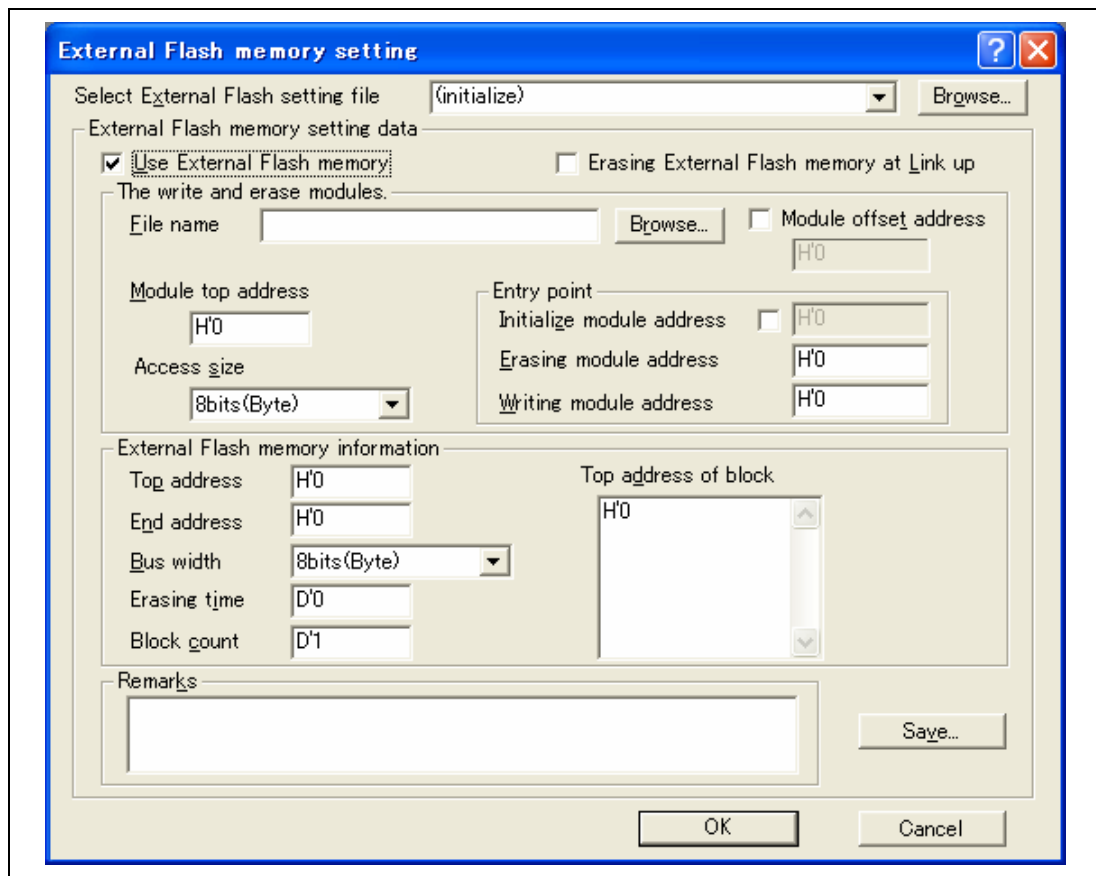 External Flash memory setting
Select External Flash setting file (initialize) Browse...
External Flash memory setting data
Use External Flash memory Erasing External Flash memory at Link up
The write and erase modules.
File name Browse... Module offset address
H'0
Module top address Entry point
H'0 Initialize module address H'0
Access size Erasing module address H'0
8bits(Byte) Writing module address H'0
External Flash memory information
Top address H'0 Top address of block
End address H'0 H'0
Bus width 8bits(Byte)
Erasing time D'0
Block count D'1
Remarks
Save...
OK Cancel